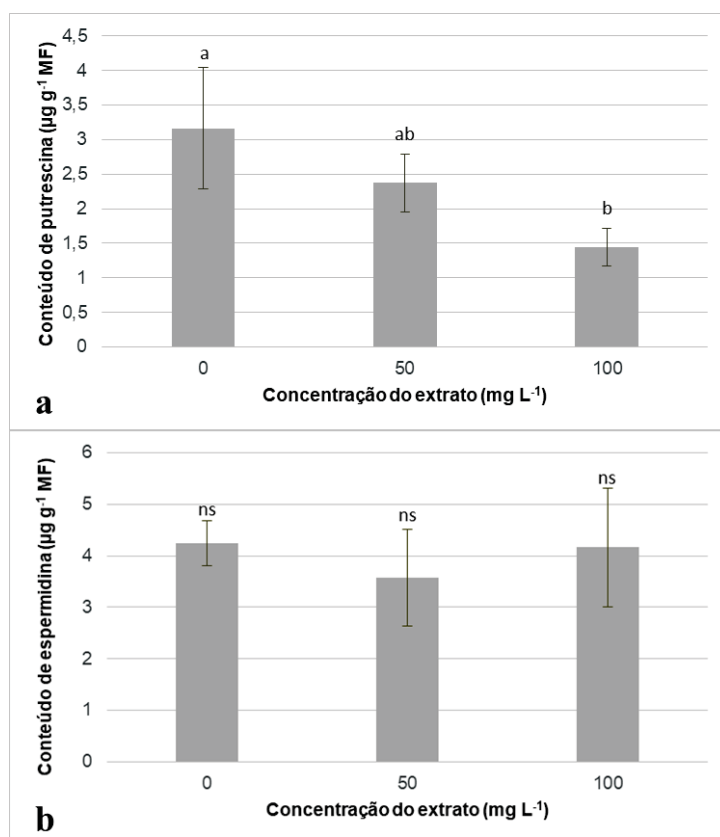 Conteúdo de putrescina (µg g⁻¹ MF)
4,5
4
3,5
3
2,5
2
1,5
1
0,5
0
a
ab
b
0 50 100
Concentração do extrato (mg L⁻¹)
a
Conteúdo de espermidina (µg g⁻¹ MF)
6
5
4
3
2
1
0
ns
ns
ns
0 50 100
Concentração do extrato (mg L⁻¹)
b